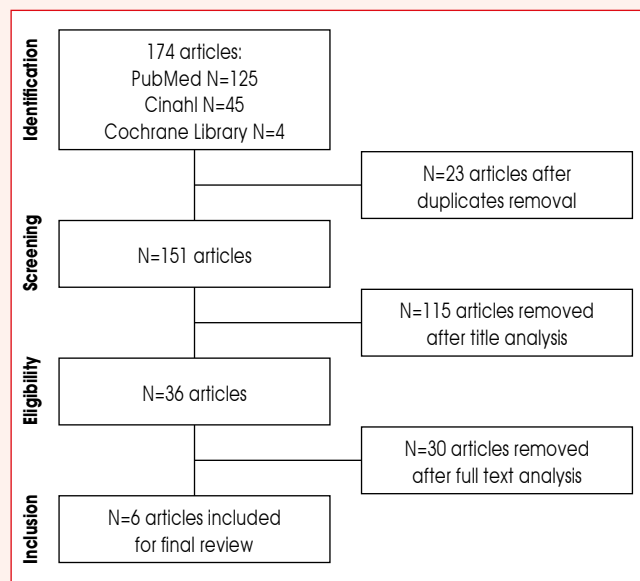 Identification
174 articles:
PubMed N=125
Cinahl N=45
Cochrane Library N=4
N=23 articles after
duplicates removal
Screening
N=151 articles
N=115 articles removed
after title analysis
Eligibility
N=36 articles
N=30 articles removed
after full text analysis
Inclusion
N=6 articles included
for final review